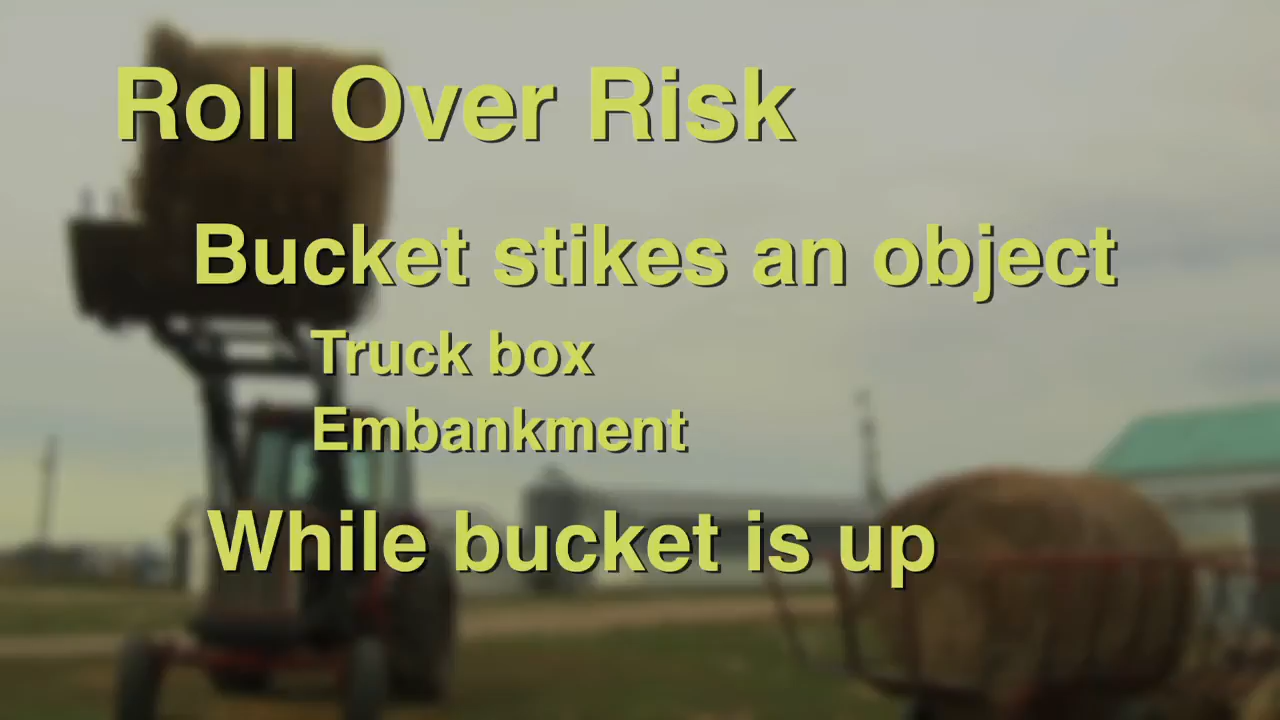 Roll Over Risk
Bucket stikes an object
Truck box
Embankment
While bucket is up